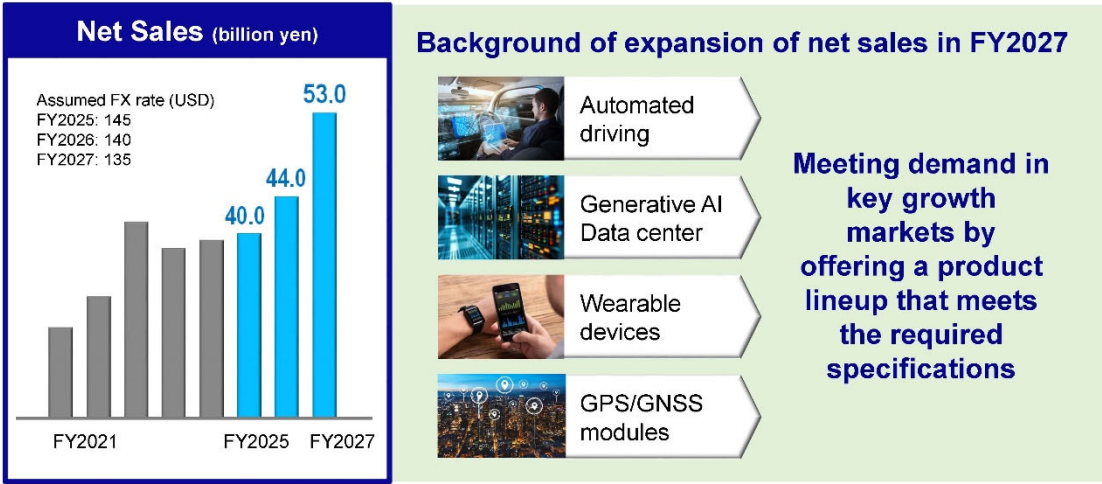 Net Sales (billion yen)
Assumed FX rate (USD)
FY2025: 145
FY2026: 140
FY2027: 135
40.0
44.0
53.0
FY2021
FY2025
FY2027
Background of expansion of net sales in FY2027
Automated
driving
Generative AI
Data center
Wearable
devices
GPS/GNSS
modules
Meeting demand in
key growth
markets by
offering a product
lineup that meets
the required
specifications